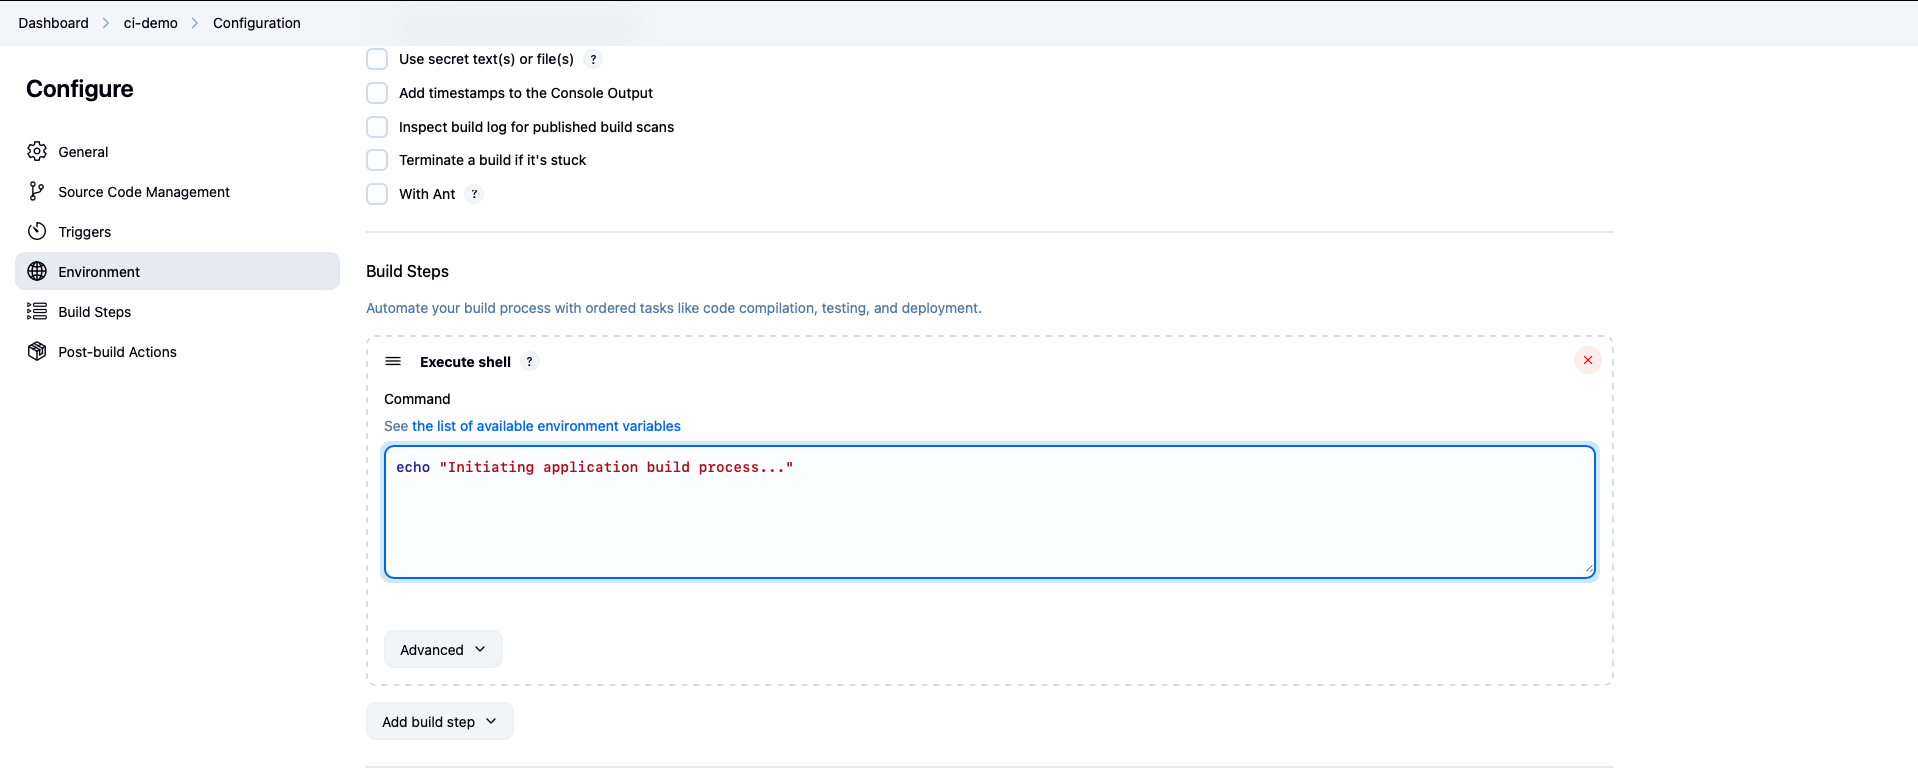 Dashboard > ci-demo > Configuration
Configure
General
Source Code Management
Triggers
Environment
Build Steps
Post-build Actions
Use secret text(s) or file(s) ?
Add timestamps to the Console Output
Inspect build log for published build scans
Terminate a build if it's stuck
With Ant ?
Build Steps
Automate your build process with ordered tasks like code compilation, testing, and deployment.
Execute shell ?
Command
See the list of available environment variables
echo "Initiating application build process..."
Advanced
Add build step